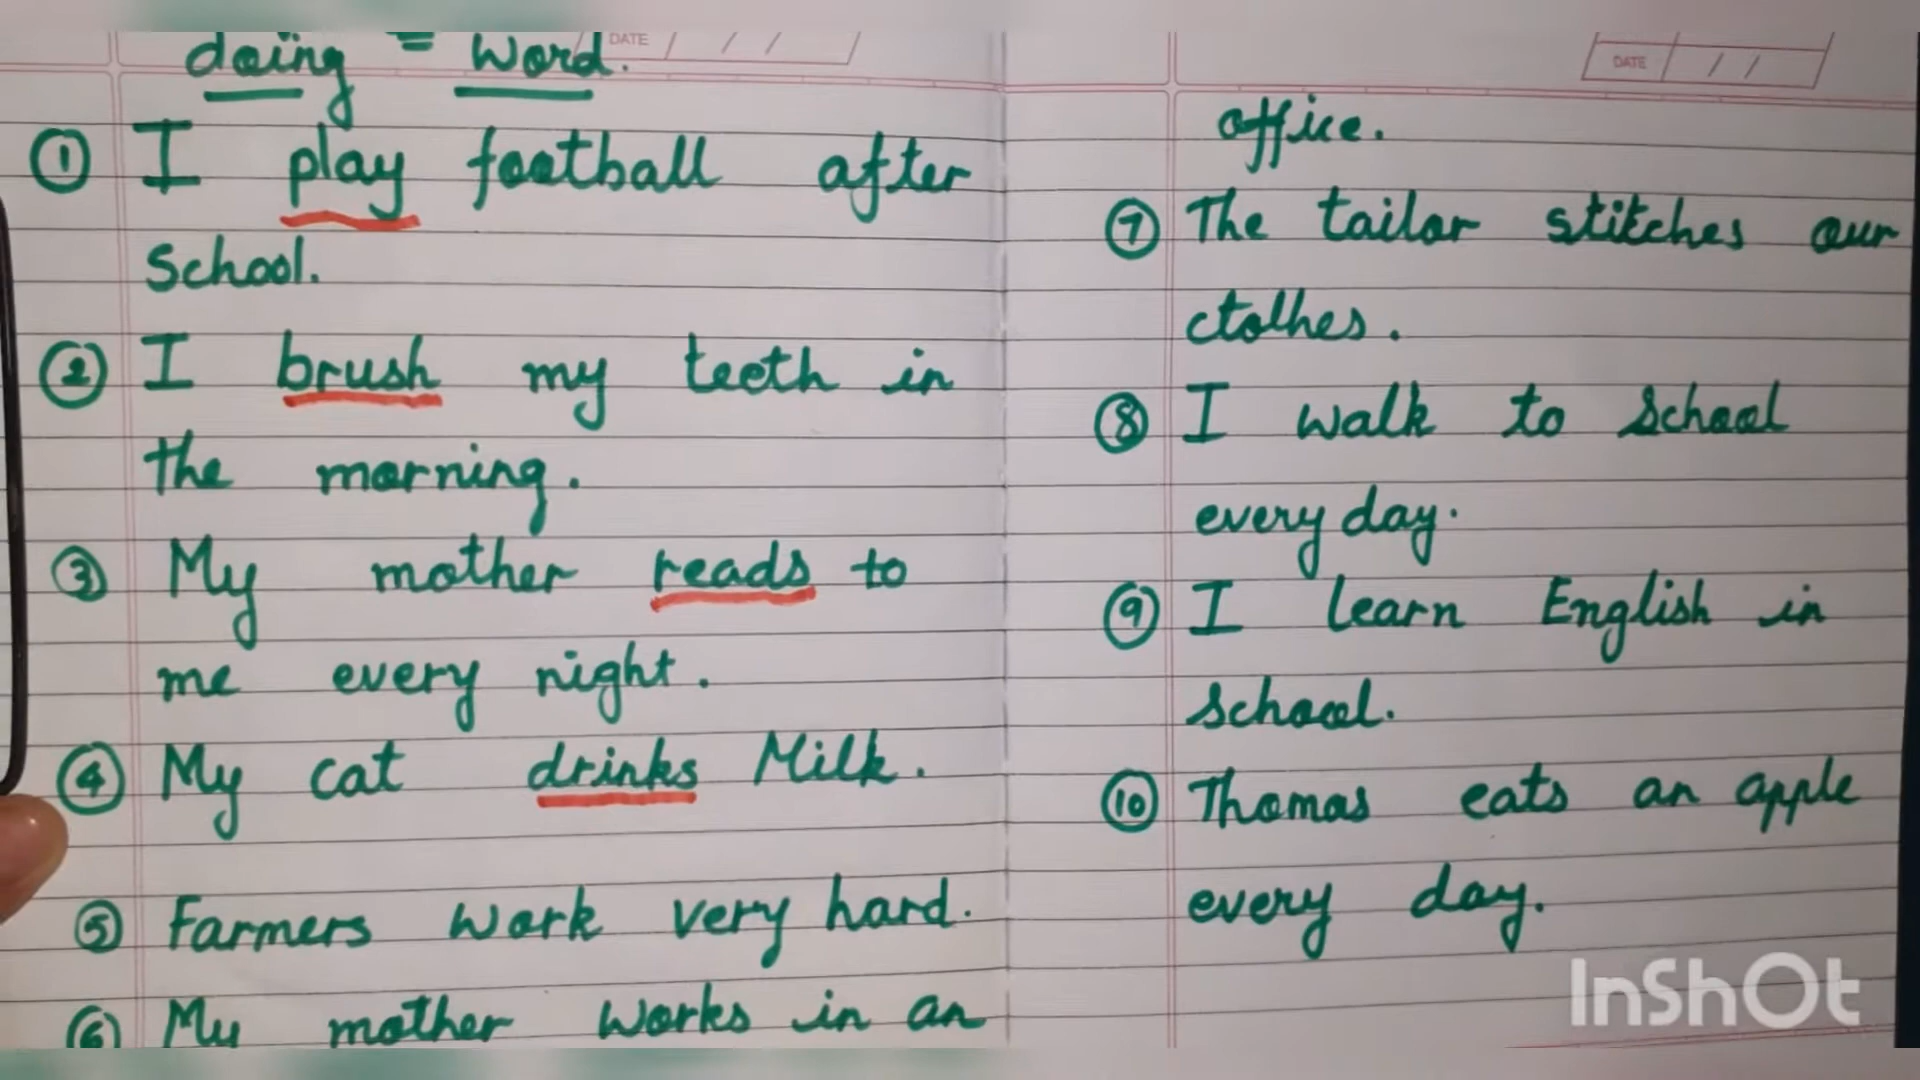 doing = word.
DATE / /
① I play football after
School.
② I brush my teeth in
the morning.
③ My mother reads to
me every night.
④ My cat drinks Milk.
⑤ Farmers work very hard.
⑥ My mother works in an
DATE / /
office.
⑦ The tailor stitches our
ctolhes.
⑧ I walk to school
every day.
⑨ I learn English in
school.
⑩ Thomas eats an apple
every day.
InShOt